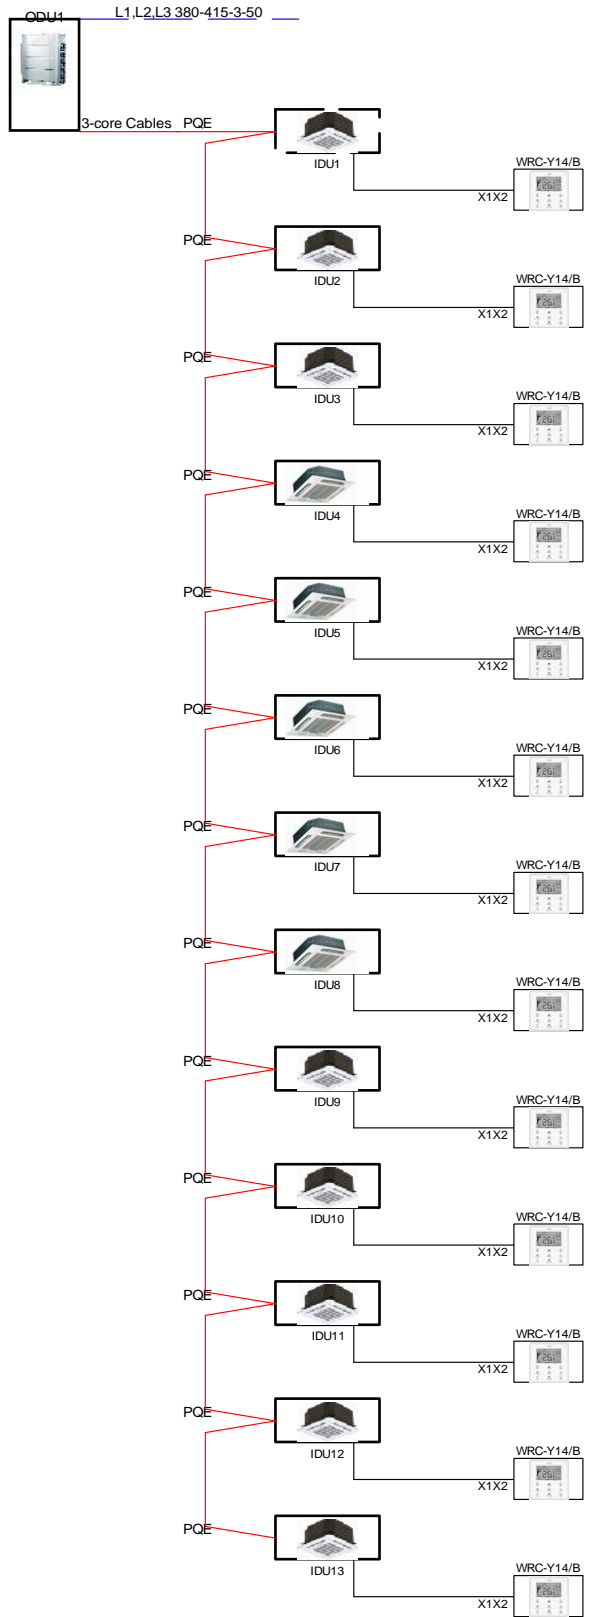 ODU1
L1,L2,L3 380-415-3-50
3-core Cables PQE
IDU1
WRC-Y14/B
X1X2
PQE
IDU2
WRC-Y14/B
X1X2
PQE
IDU3
WRC-Y14/B
X1X2
PQE
IDU4
WRC-Y14/B
X1X2
PQE
IDU5
WRC-Y14/B
X1X2
PQE
IDU6
WRC-Y14/B
X1X2
PQE
IDU7
WRC-Y14/B
X1X2
PQE
IDU8
WRC-Y14/B
X1X2
PQE
IDU9
WRC-Y14/B
X1X2
PQE
IDU10
WRC-Y14/B
X1X2
PQE
IDU11
WRC-Y14/B
X1X2
PQE
IDU12
WRC-Y14/B
X1X2
PQE
IDU13
WRC-Y14/B
X1X2